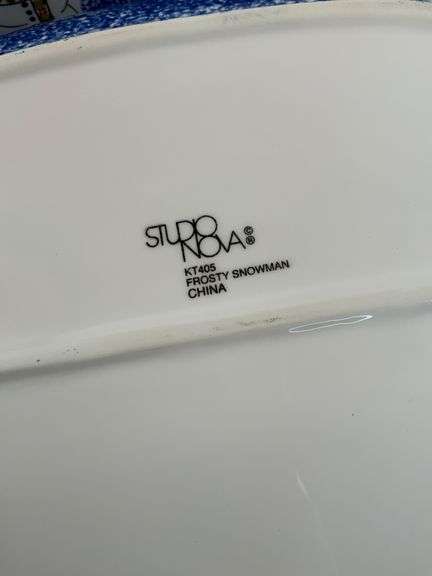 STUDIO
NOVA©®
KT405
FROSTY SNOWMAN
CHINA